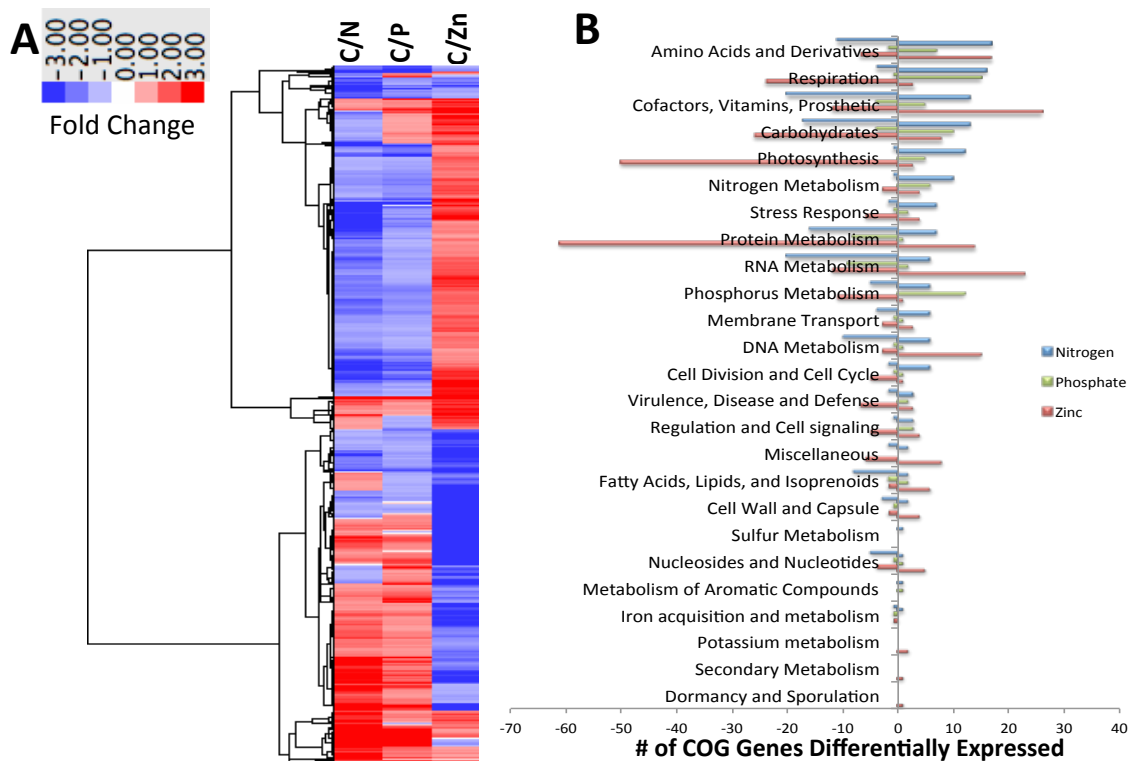 A
−3.00
−2.00
−1.00
0.00
1.00
2.00
3.00
Fold Change
C/N
C/P
C/Zn
B
Amino Acids and Derivatives
Respiration
Cofactors, Vitamins, Prosthetic
Carbohydrates
Photosynthesis
Nitrogen Metabolism
Stress Response
Protein Metabolism
RNA Metabolism
Phosphorus Metabolism
Membrane Transport
DNA Metabolism
Cell Division and Cell Cycle
Virulence, Disease and Defense
Regulation and Cell signaling
Miscellaneous
Fatty Acids, Lipids, and Isoprenoids
Cell Wall and Capsule
Sulfur Metabolism
Nucleosides and Nucleotides
Metabolism of Aromatic Compounds
Iron acquisition and metabolism
Potassium metabolism
Secondary Metabolism
Dormancy and Sporulation
Nitrogen
Phosphate
Zinc
-70 -60 -50 -40 -30 -20 -10 0 10 20 30 40
# of COG Genes Differentially Expressed